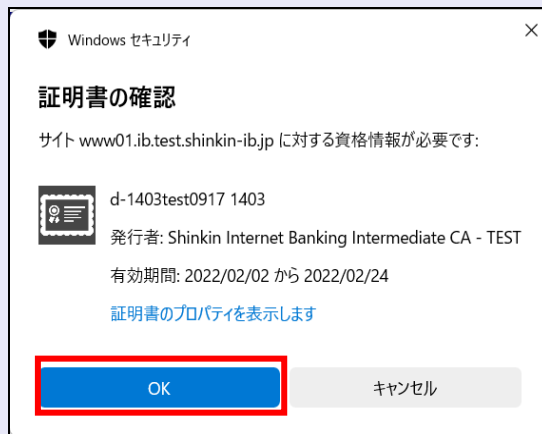 Windows セキュリティ
証明書の確認
サイト www01.ib.test.shinkin-ib.jp に対する資格情報が必要です:
d-1403test0917 1403
発行者: Shinkin Internet Banking Intermediate CA - TEST
有効期間: 2022/02/02 から 2022/02/24
証明書のプロパティを表示します
OK
キャンセル